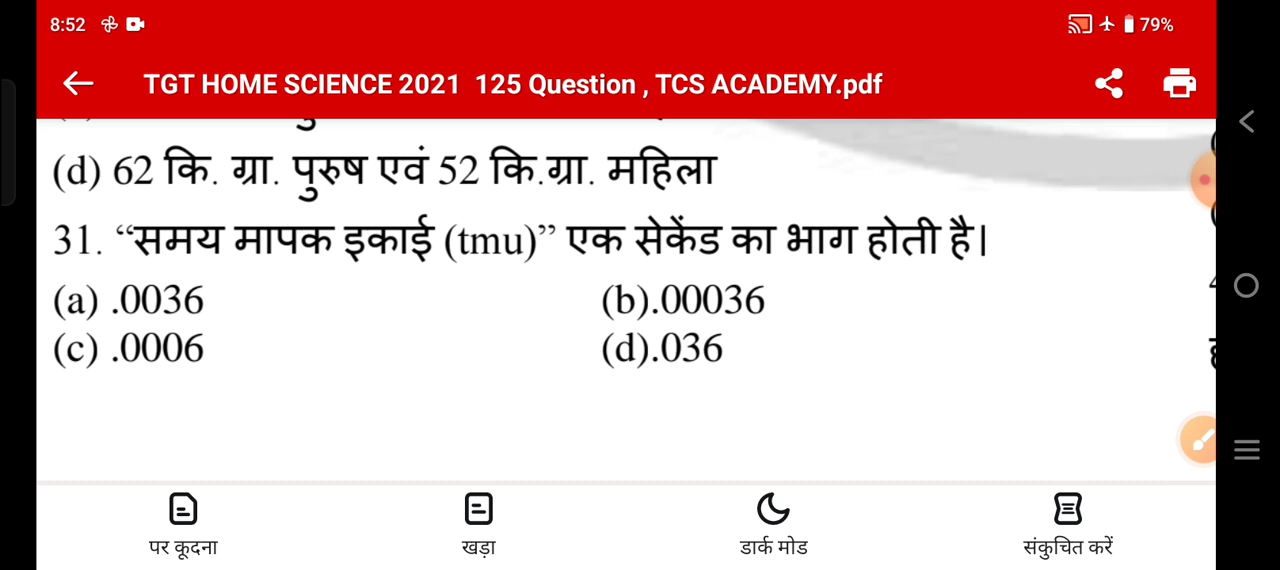 8:52 79%
TGT HOME SCIENCE 2021 125 Question , TCS ACADEMY.pdf
(d) 62 कि. ग्रा. पुरुष एवं 52 कि.ग्रा. महिला
31. “समय मापक इकाई (tmu)” एक सेकेंड का भाग होती है।
(a) .0036 (b).00036
(c) .0006 (d).036
पर कूदना खड़ा डार्क मोड संकुचित करें